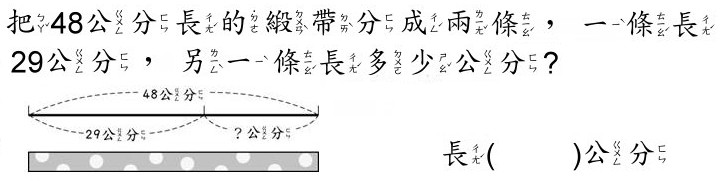 把48公分長的緞帶分成兩條，一條長
29公分，另一條長多少公分？
48公分
29公分 ？公分
長( )公分